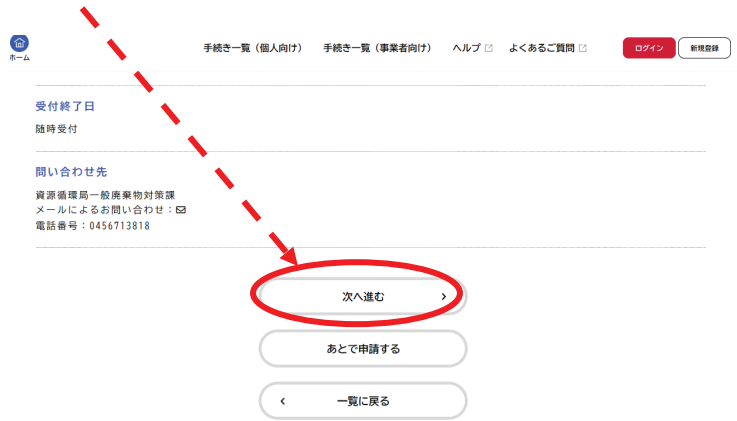 ホーム
手続き一覧（個人向け） 手続き一覧（事業者向け） ヘルプ よくあるご質問 ログイン 新規登録
受付終了日
随時受付
問い合わせ先
資源循環局一般廃棄物対策課
メールによるお問い合わせ：
電話番号：0456713818
次へ進む
あとで申請する
一覧に戻る